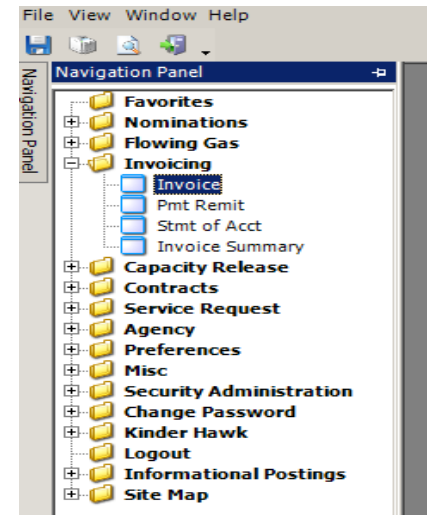 File View Window Help
Navigation Panel
Navigation Panel
Favorites
Nominations
Flowing Gas
Invoicing
Invoice
Pmt Remit
Stmt of Acct
Invoice Summary
Capacity Release
Contracts
Service Request
Agency
Preferences
Misc
Security Administration
Change Password
Kinder Hawk
Logout
Informational Postings
Site Map